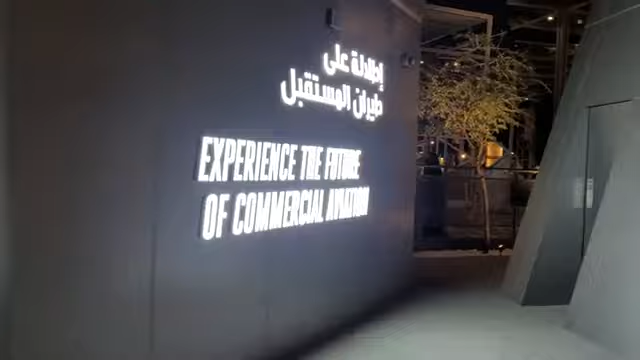 إطلالة على
طيران المستقبل
EXPERIENCE THE FUTURE
OF COMMERCIAL AVIATION